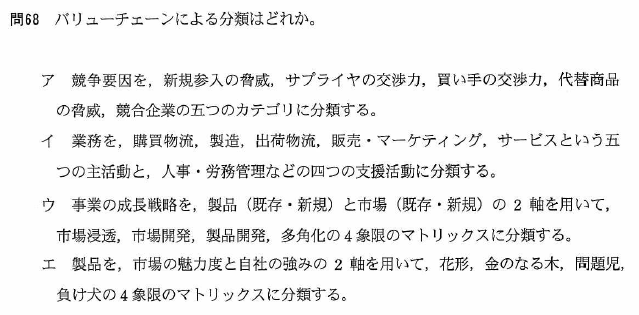 問68 バリューチェーンによる分類はどれか。
ア 競争要因を，新規参入の脅威，サプライヤの交渉力，買い手の交渉力，代替商品
の脅威，競合企業の五つのカテゴリに分類する。
イ 業務を，購買物流，製造，出荷物流，販売・マーケティング，サービスという五
つの主活動と，人事・労務管理などの四つの支援活動に分類する。
ウ 事業の成長戦略を，製品（既存・新規）と市場（既存・新規）の 2 軸を用いて，
市場浸透，市場開発，製品開発，多角化の４象限のマトリックスに分類する。
エ 製品を，市場の魅力度と自社の強みの 2 軸を用いて，花形，金のなる木，問題児，
負け犬の４象限のマトリックスに分類する。